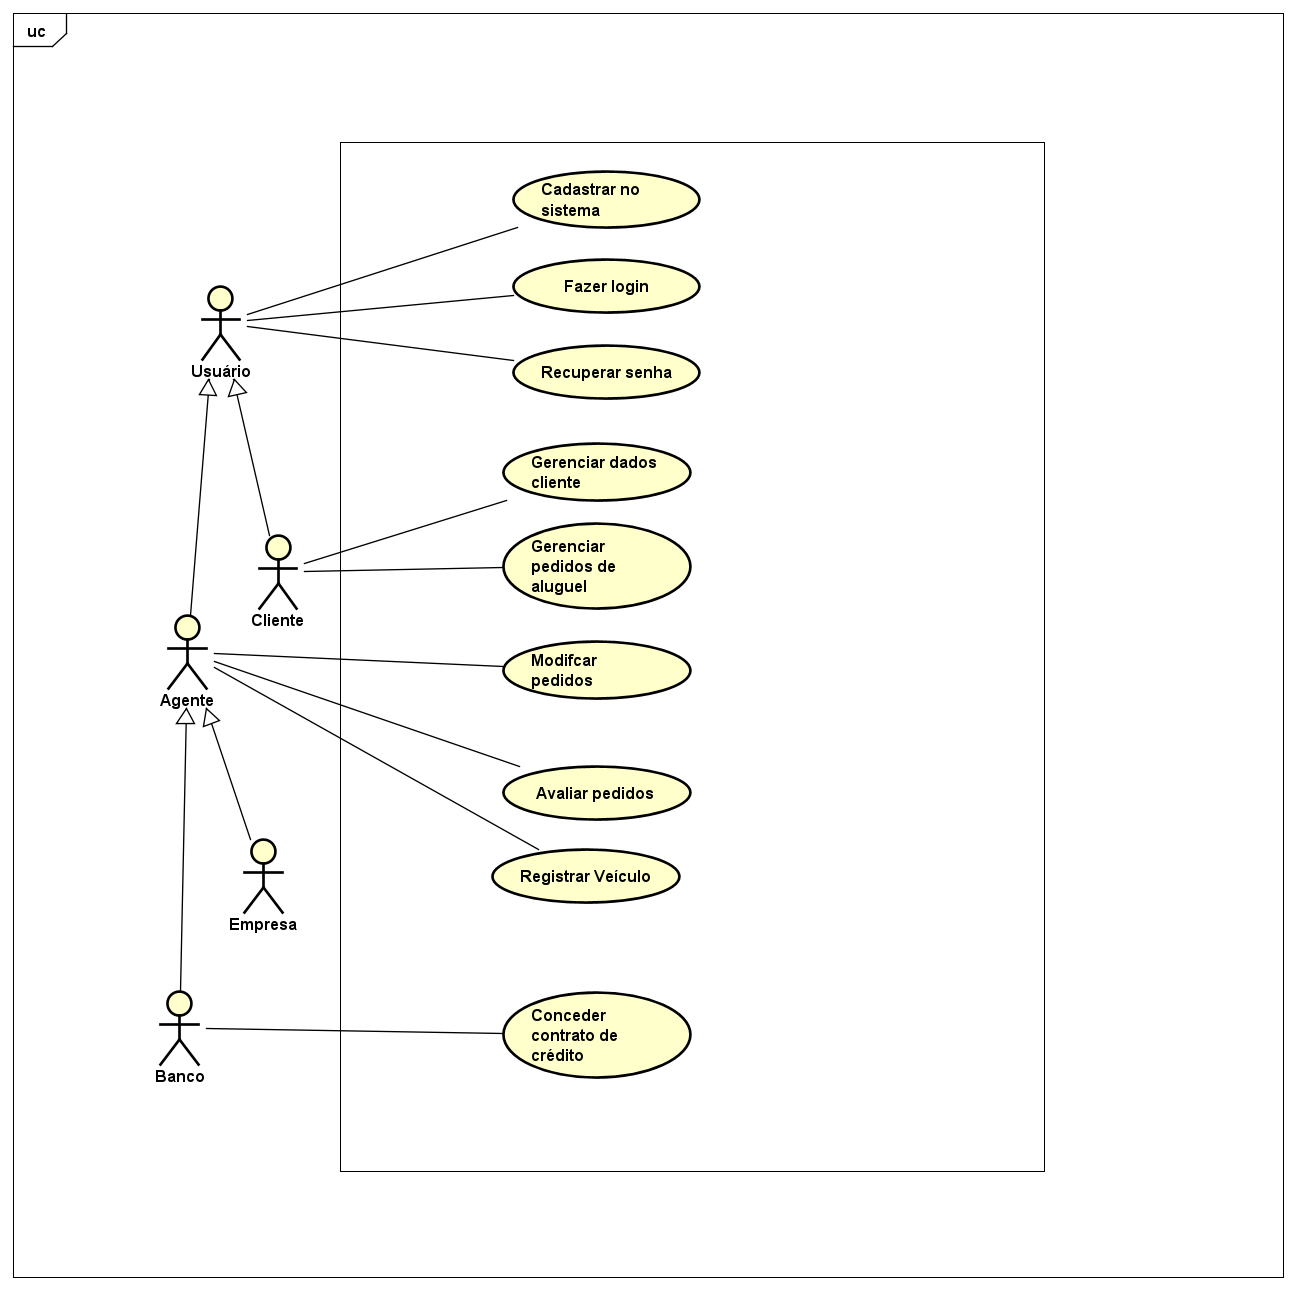 uc
Cadastrar no
sistema
Fazer login
Usuário
Recuperar senha
Gerenciar dados
cliente
Gerenciar
pedidos de
aluguel
Cliente
Modifcar
pedidos
Agente
Avaliar pedidos
Registrar Veículo
Empresa
Conceder
contrato de
crédito
Banco